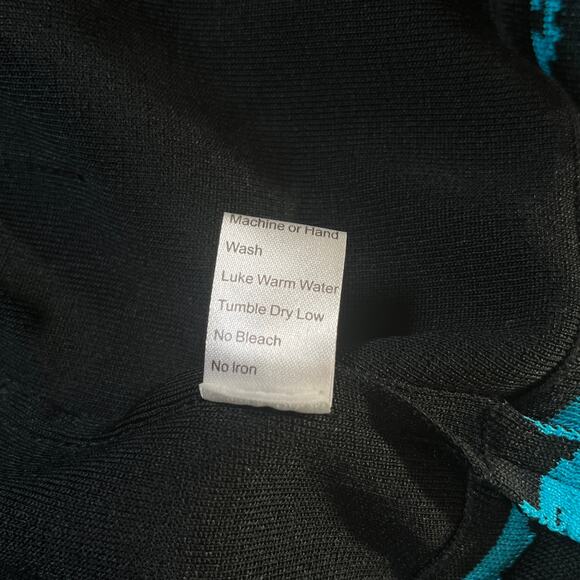 Machine or Hand
Wash
Luke Warm Water
Tumble Dry Low
No Bleach
No Iron